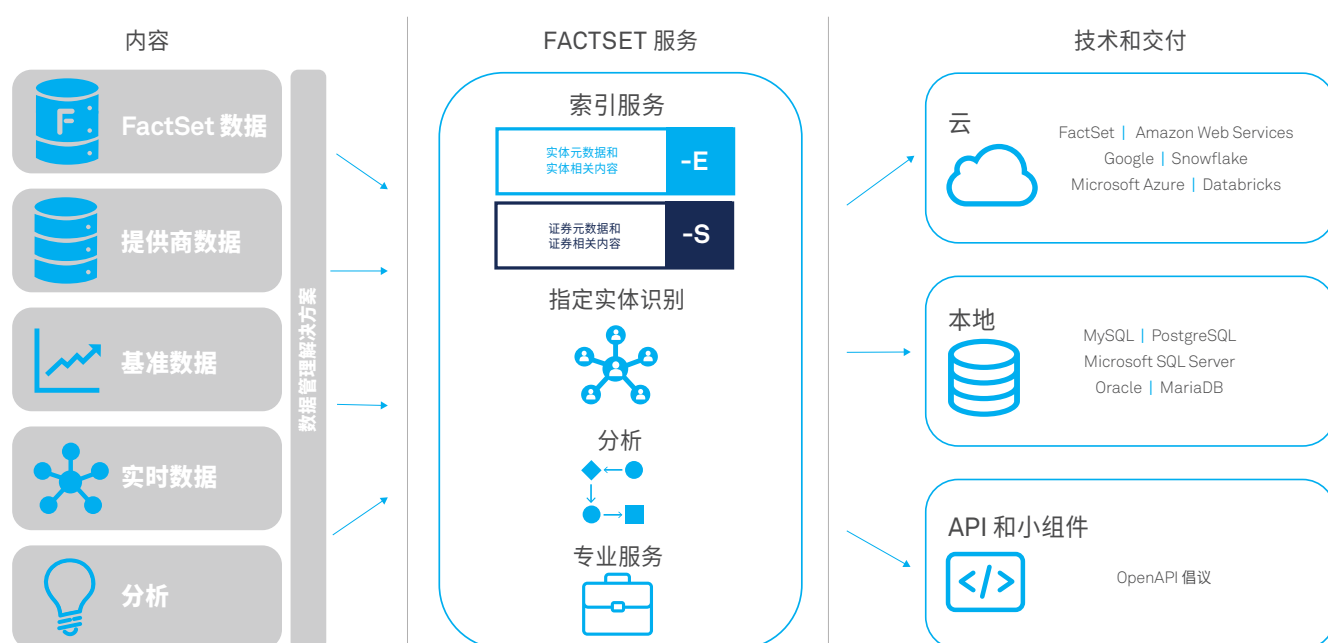 内容
F
FactSet 数据
提供商数据
基准数据
实时数据
分析
数据管理解决方案
FACTSET 服务
索引服务
实体元数据和
实体相关内容
-E
证券元数据和
证券相关内容
-S
指定实体识别
分析
专业服务
技术和交付
云
FactSet | Amazon Web Services
Google | Snowflake
Microsoft Azure | Databricks
本地
MySQL | PostgreSQL
Microsoft SQL Server
Oracle | MariaDB
API 和小组件
</>
OpenAPI 倡议